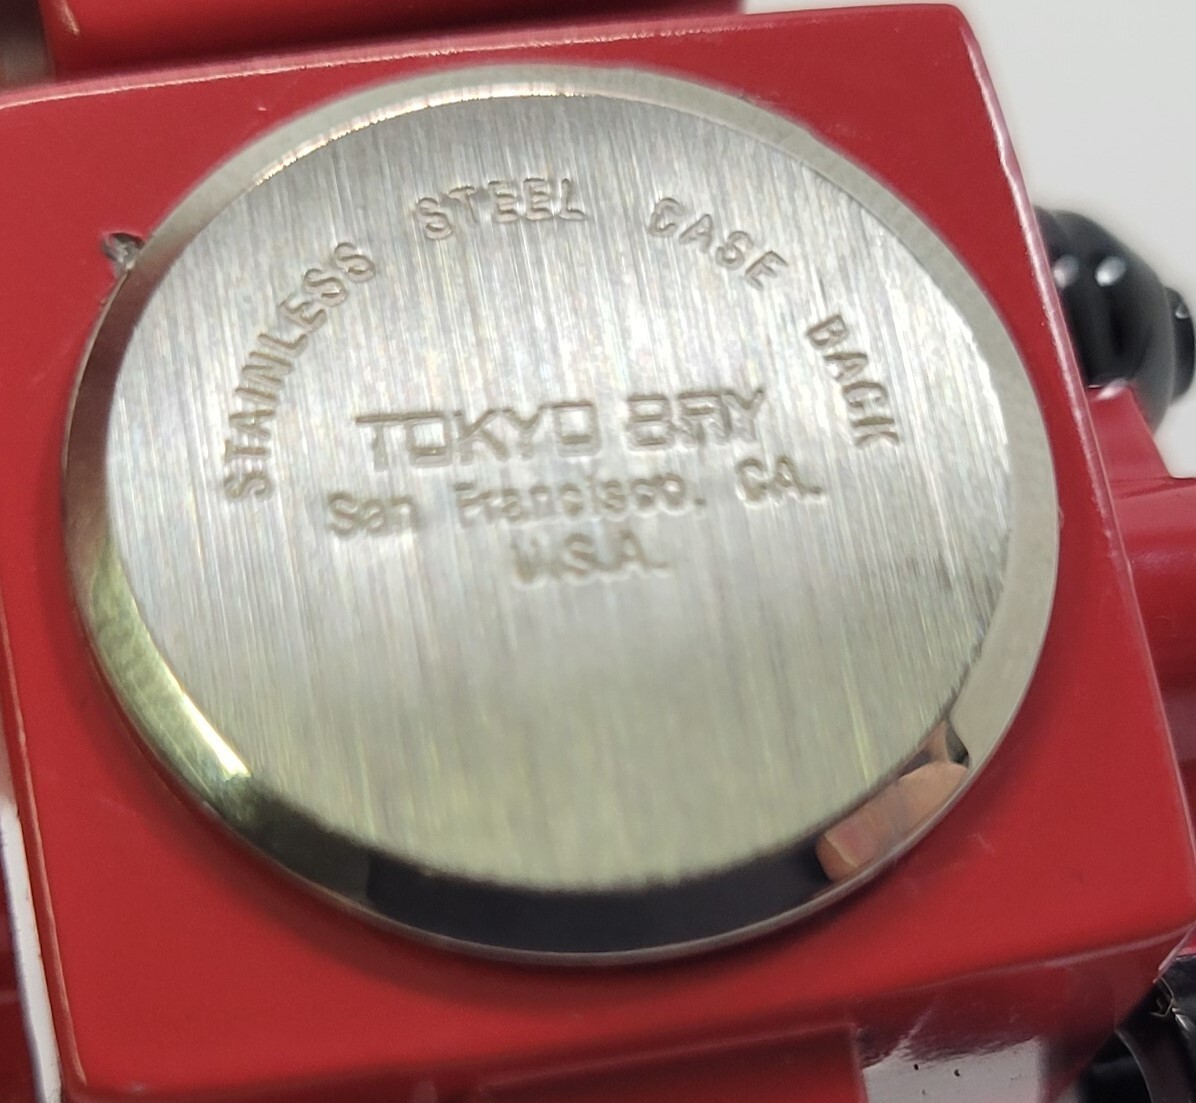 STAINLESS STEEL CASE BACK
TOKYO BAY
San Francisco. CA.
U.S.A.